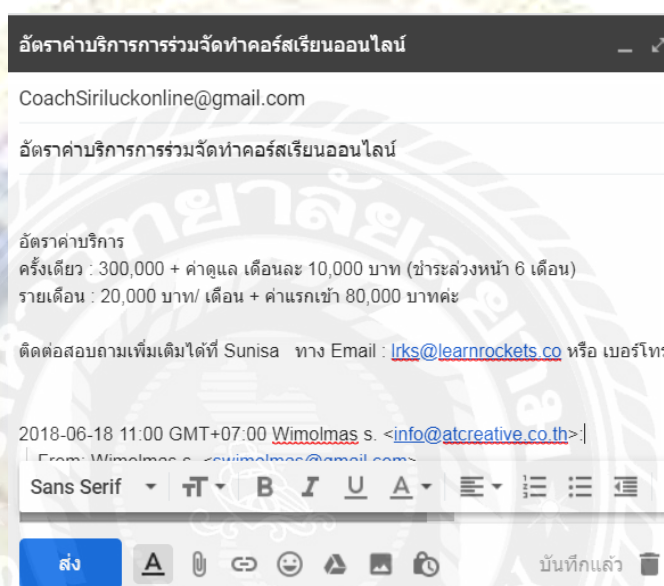 อัตราค่าบริการการร่วมจัดทำคอร์สเรียนออนไลน์
CoachSiriluckonline@gmail.com
อัตราค่าบริการการร่วมจัดทำคอร์สเรียนออนไลน์
อัตราค่าบริการ
ครั้งเดียว : 300,000 + ค่าดูแล เดือนละ 10,000 บาท (ชำระล่วงหน้า 6 เดือน)
รายเดือน : 20,000 บาท/ เดือน + ค่าแรกเข้า 80,000 บาทค่ะ
ติดต่อสอบถามเพิ่มเติมได้ที่ Sunisa ทาง Email : lrks@learnrockets.co หรือ เบอร์โทร
2018-06-18 11:00 GMT+07:00 Wimolmas s. <info@atcreative.co.th>:
From: Wimolmas s. <swimolmas@gmail.com>
Sans Serif B I U A
ส่ง A บันทึกแล้ว